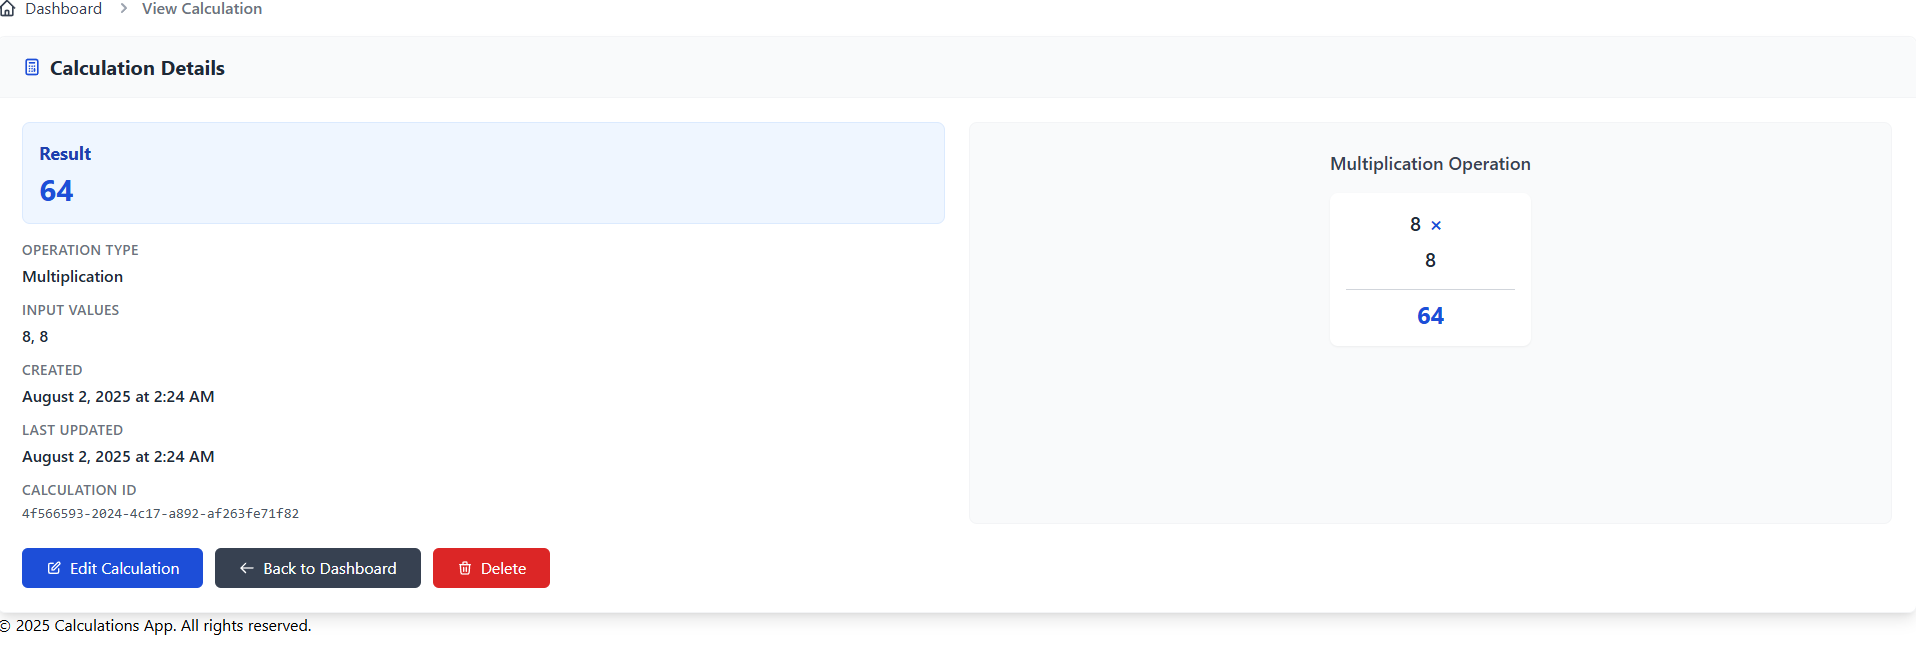 Dashboard > View Calculation
Calculation Details
Result
64
OPERATION TYPE
Multiplication
INPUT VALUES
8, 8
CREATED
August 2, 2025 at 2:24 AM
LAST UPDATED
August 2, 2025 at 2:24 AM
CALCULATION ID
4f566593-2024-4c17-a892-af263fe71f82
Multiplication Operation
8 ×
8
64
Edit Calculation
Back to Dashboard
Delete
© 2025 Calculations App. All rights reserved.